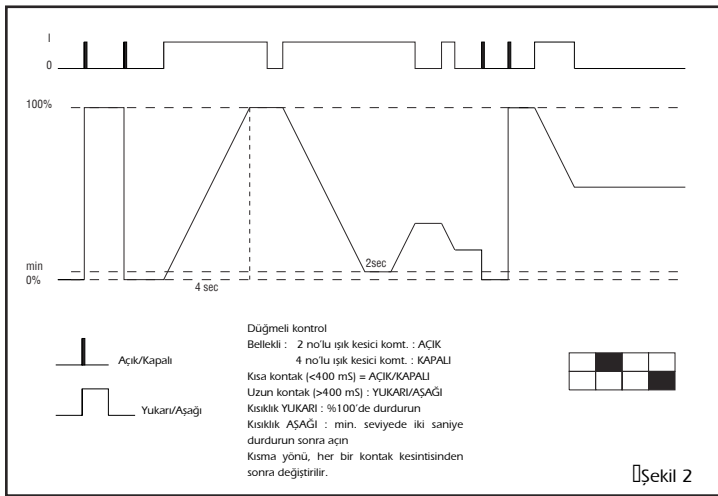 I
0
100%
min
0%
4 sec
2sec
Açık/Kapalı
Yukarı/Aşağı
Düğmeli kontrol
Bellekli : 2 no'lu ışık kesici komt. : AÇIK
4 no'lu ışık kesici komt. : KAPALI
Kısa kontak (<400 mS) = AÇIK/KAPALI
Uzun kontak (>400 mS) : YUKARI/AŞAĞI
Kısıklık YUKARI : %100'de durdurun
Kısıklık AŞAĞI : min. seviyede iki saniye
durdurun sonra açın
Kısma yönü, her bir kontak kesintisinden
sonra değiştirilir.
Şekil 2